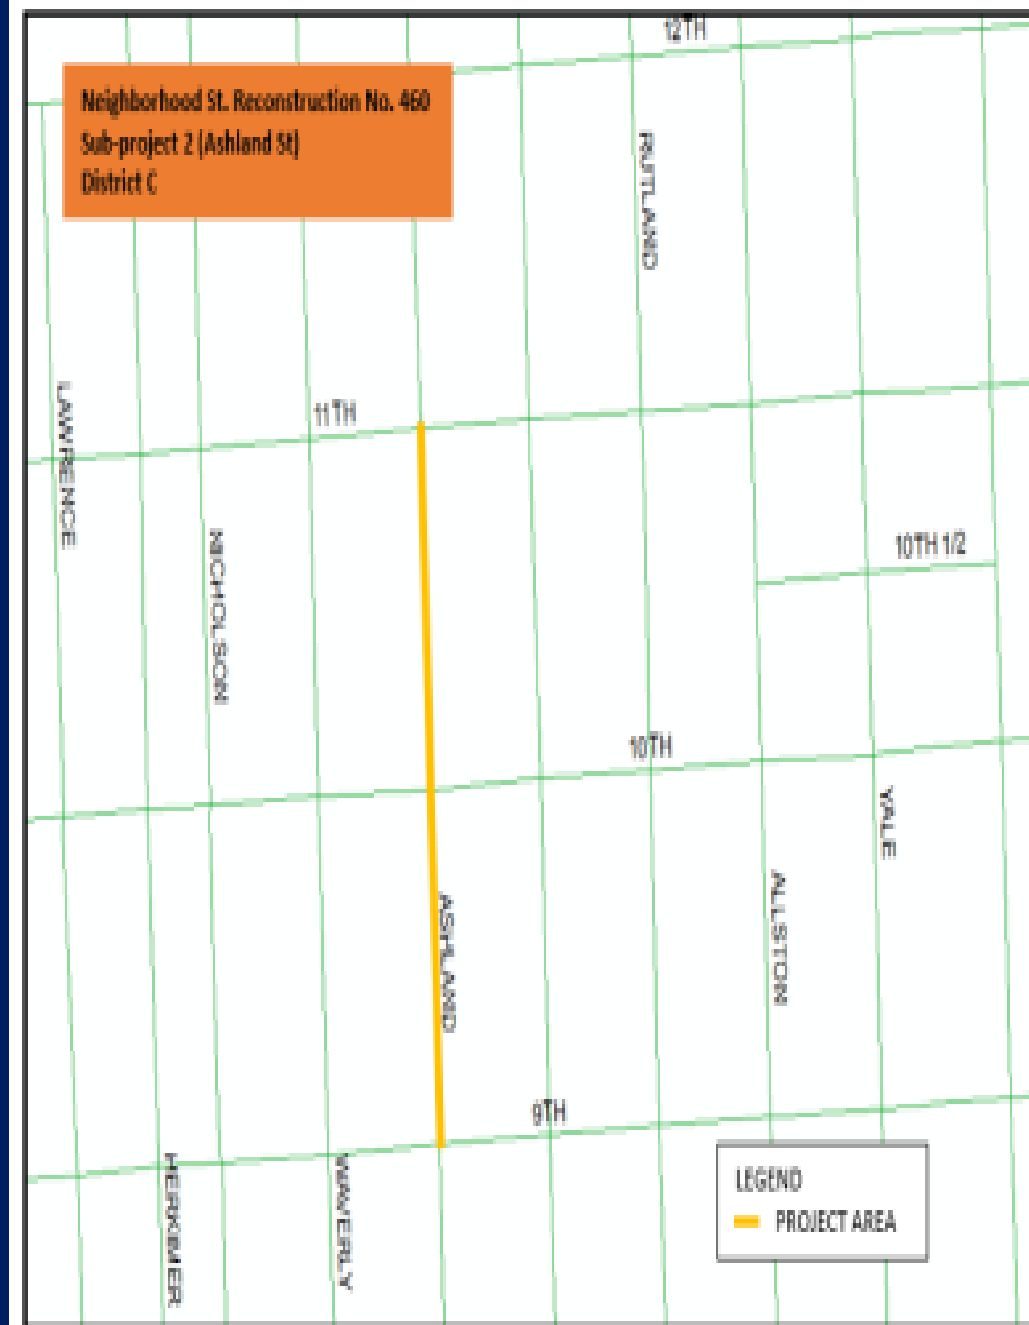 12TH
Neighborhood St. Reconstruction No. 460
Sub-project 2 (Ashland St)
District C
RUTLAND
LAWRENCE
11TH
NICHOLSON
10TH 1/2
10TH
YALE
ALLSTON
ASHLAND
9TH
HERKIMER
WAVERLY
LEGEND
PROJECT AREA